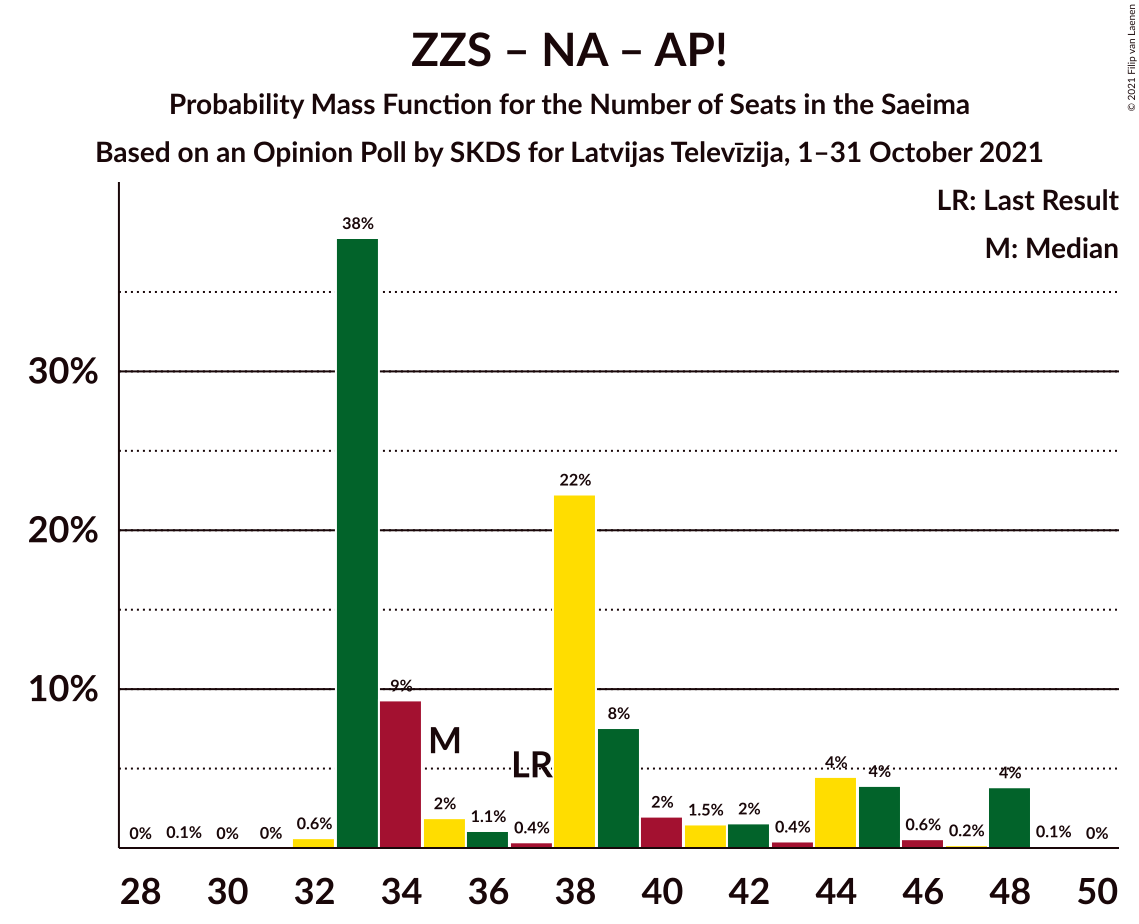 ZZS – NA – AP!
Probability Mass Function for the Number of Seats in the Saeima
Based on an Opinion Poll by SKDS for Latvijas Televīzija, 1–31 October 2021
© 2021 Filip van Laenen
LR: Last Result
M: Median
30%
20%
10%
0% 0.1% 0% 0% 0.6% 38% 9% 2% 1.1% 0.4% 22% 8% 2% 1.5% 2% 0.4% 4% 4% 0.6% 0.2% 4% 0.1% 0%
M
LR
28 30 32 34 36 38 40 42 44 46 48 50